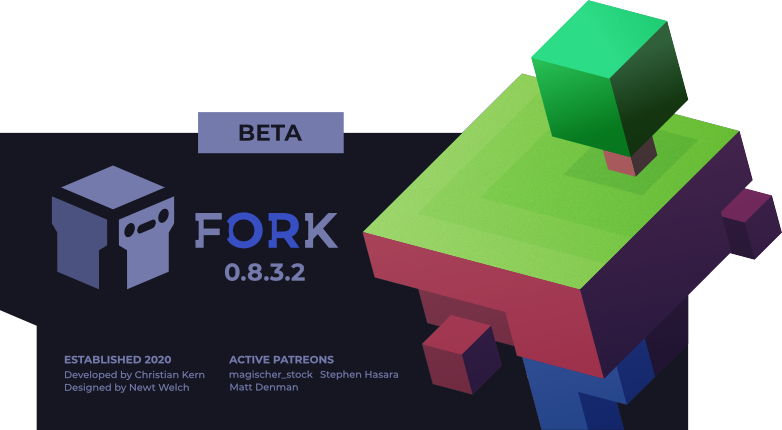 BETA
FORK
0.8.3.2
ESTABLISHED 2020
Developed by Christian Kern
Designed by Newt Welch
ACTIVE PATREONS
magischer_stock Stephen Hasara
Matt Denman